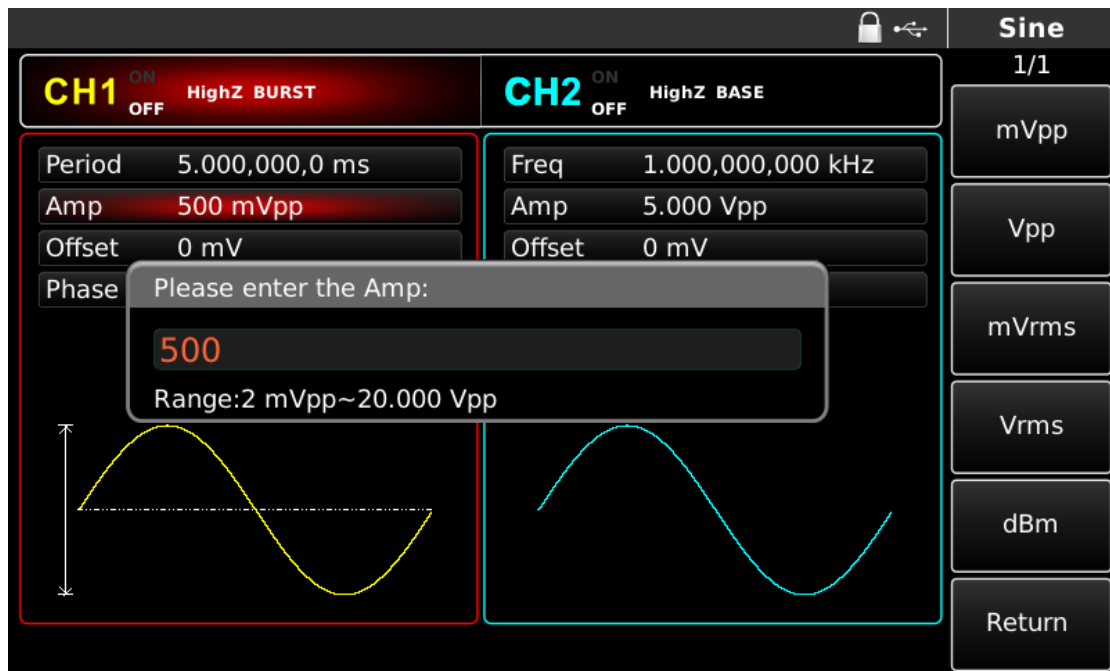 Sine
1/1
CH1 ON OFF HighZ BURST
CH2 ON OFF HighZ BASE
Period 5.000,000,0 ms
Amp 500 mVpp
Offset 0 mV
Phase
Freq 1.000,000,000 kHz
Amp 5.000 Vpp
Offset 0 mV
Please enter the Amp:
500
Range:2 mVpp~20.000 Vpp
mVpp
Vpp
mVrms
Vrms
dBm
Return